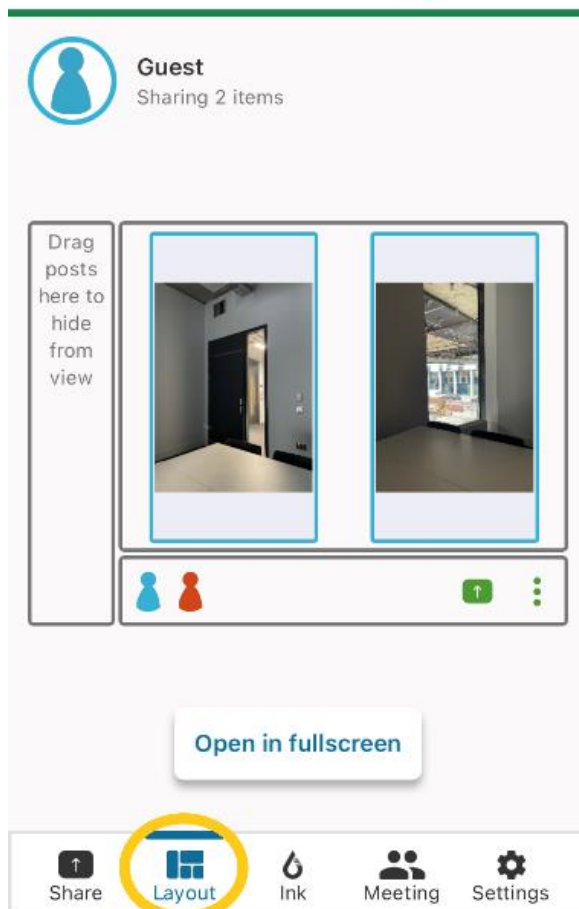 Guest
Sharing 2 items
Drag
posts
here to
hide
from
view
Open in fullscreen
Share
Layout
Ink
Meeting
Settings